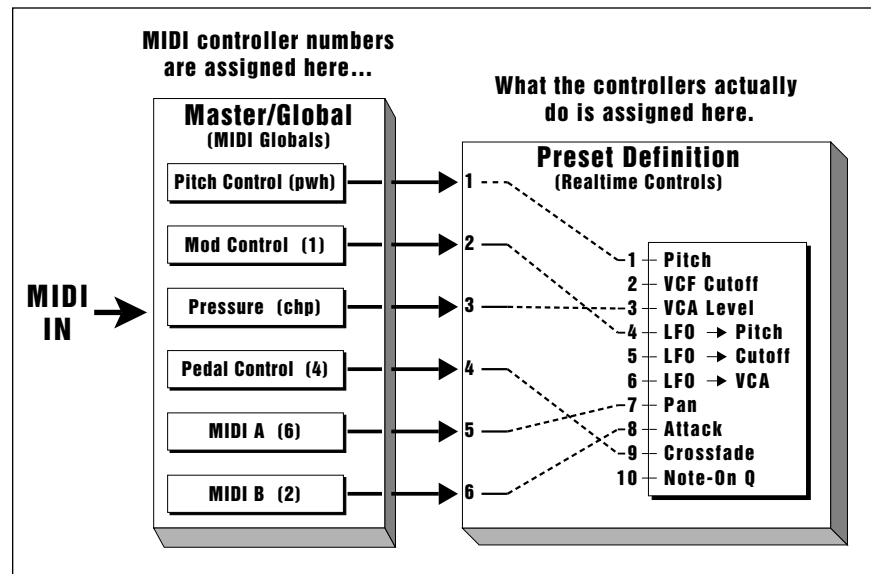 MIDI controller numbers
are assigned here...
What the controllers actually
do is assigned here.
MIDI
IN
Master/Global
(MIDI Globals)
Pitch Control (pwh)
Mod Control (1)
Pressure (chp)
Pedal Control (4)
MIDI A (6)
MIDI B (2)
Preset Definition
(Realtime Controls)
1
2
3
4
5
6
1 Pitch
2 VCF Cutoff
3 VCA Level
4 LFO → Pitch
5 LFO → Cutoff
6 LFO → VCA
7 Pan
8 Attack
9 Crossfade
10 Note-On Q